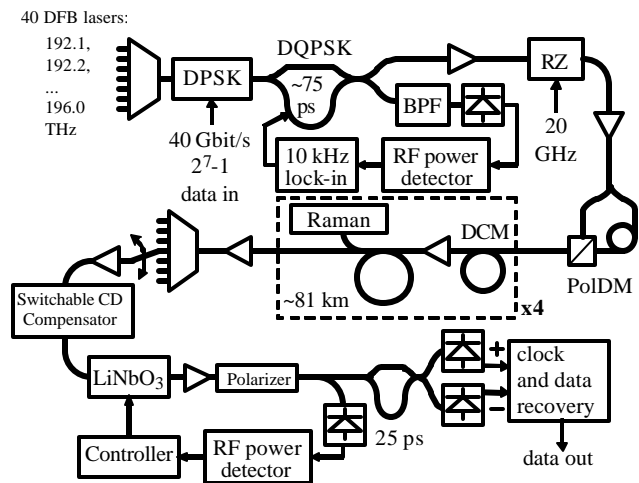 40 DFB lasers:
192.1,
192.2,
...
196.0
THz
DPSK
DQPSK
~75
ps
RZ
BPF
40 Gbit/s
2⁷-1
data in
10 kHz
lock-in
RF power
detector
20
GHz
Raman
DCM
~81 km
x4
PolDM
Switchable CD
Compensator
LiNbO₃
Polarizer
25 ps
+
−
clock
and data
recovery
Controller
RF power
detector
data out